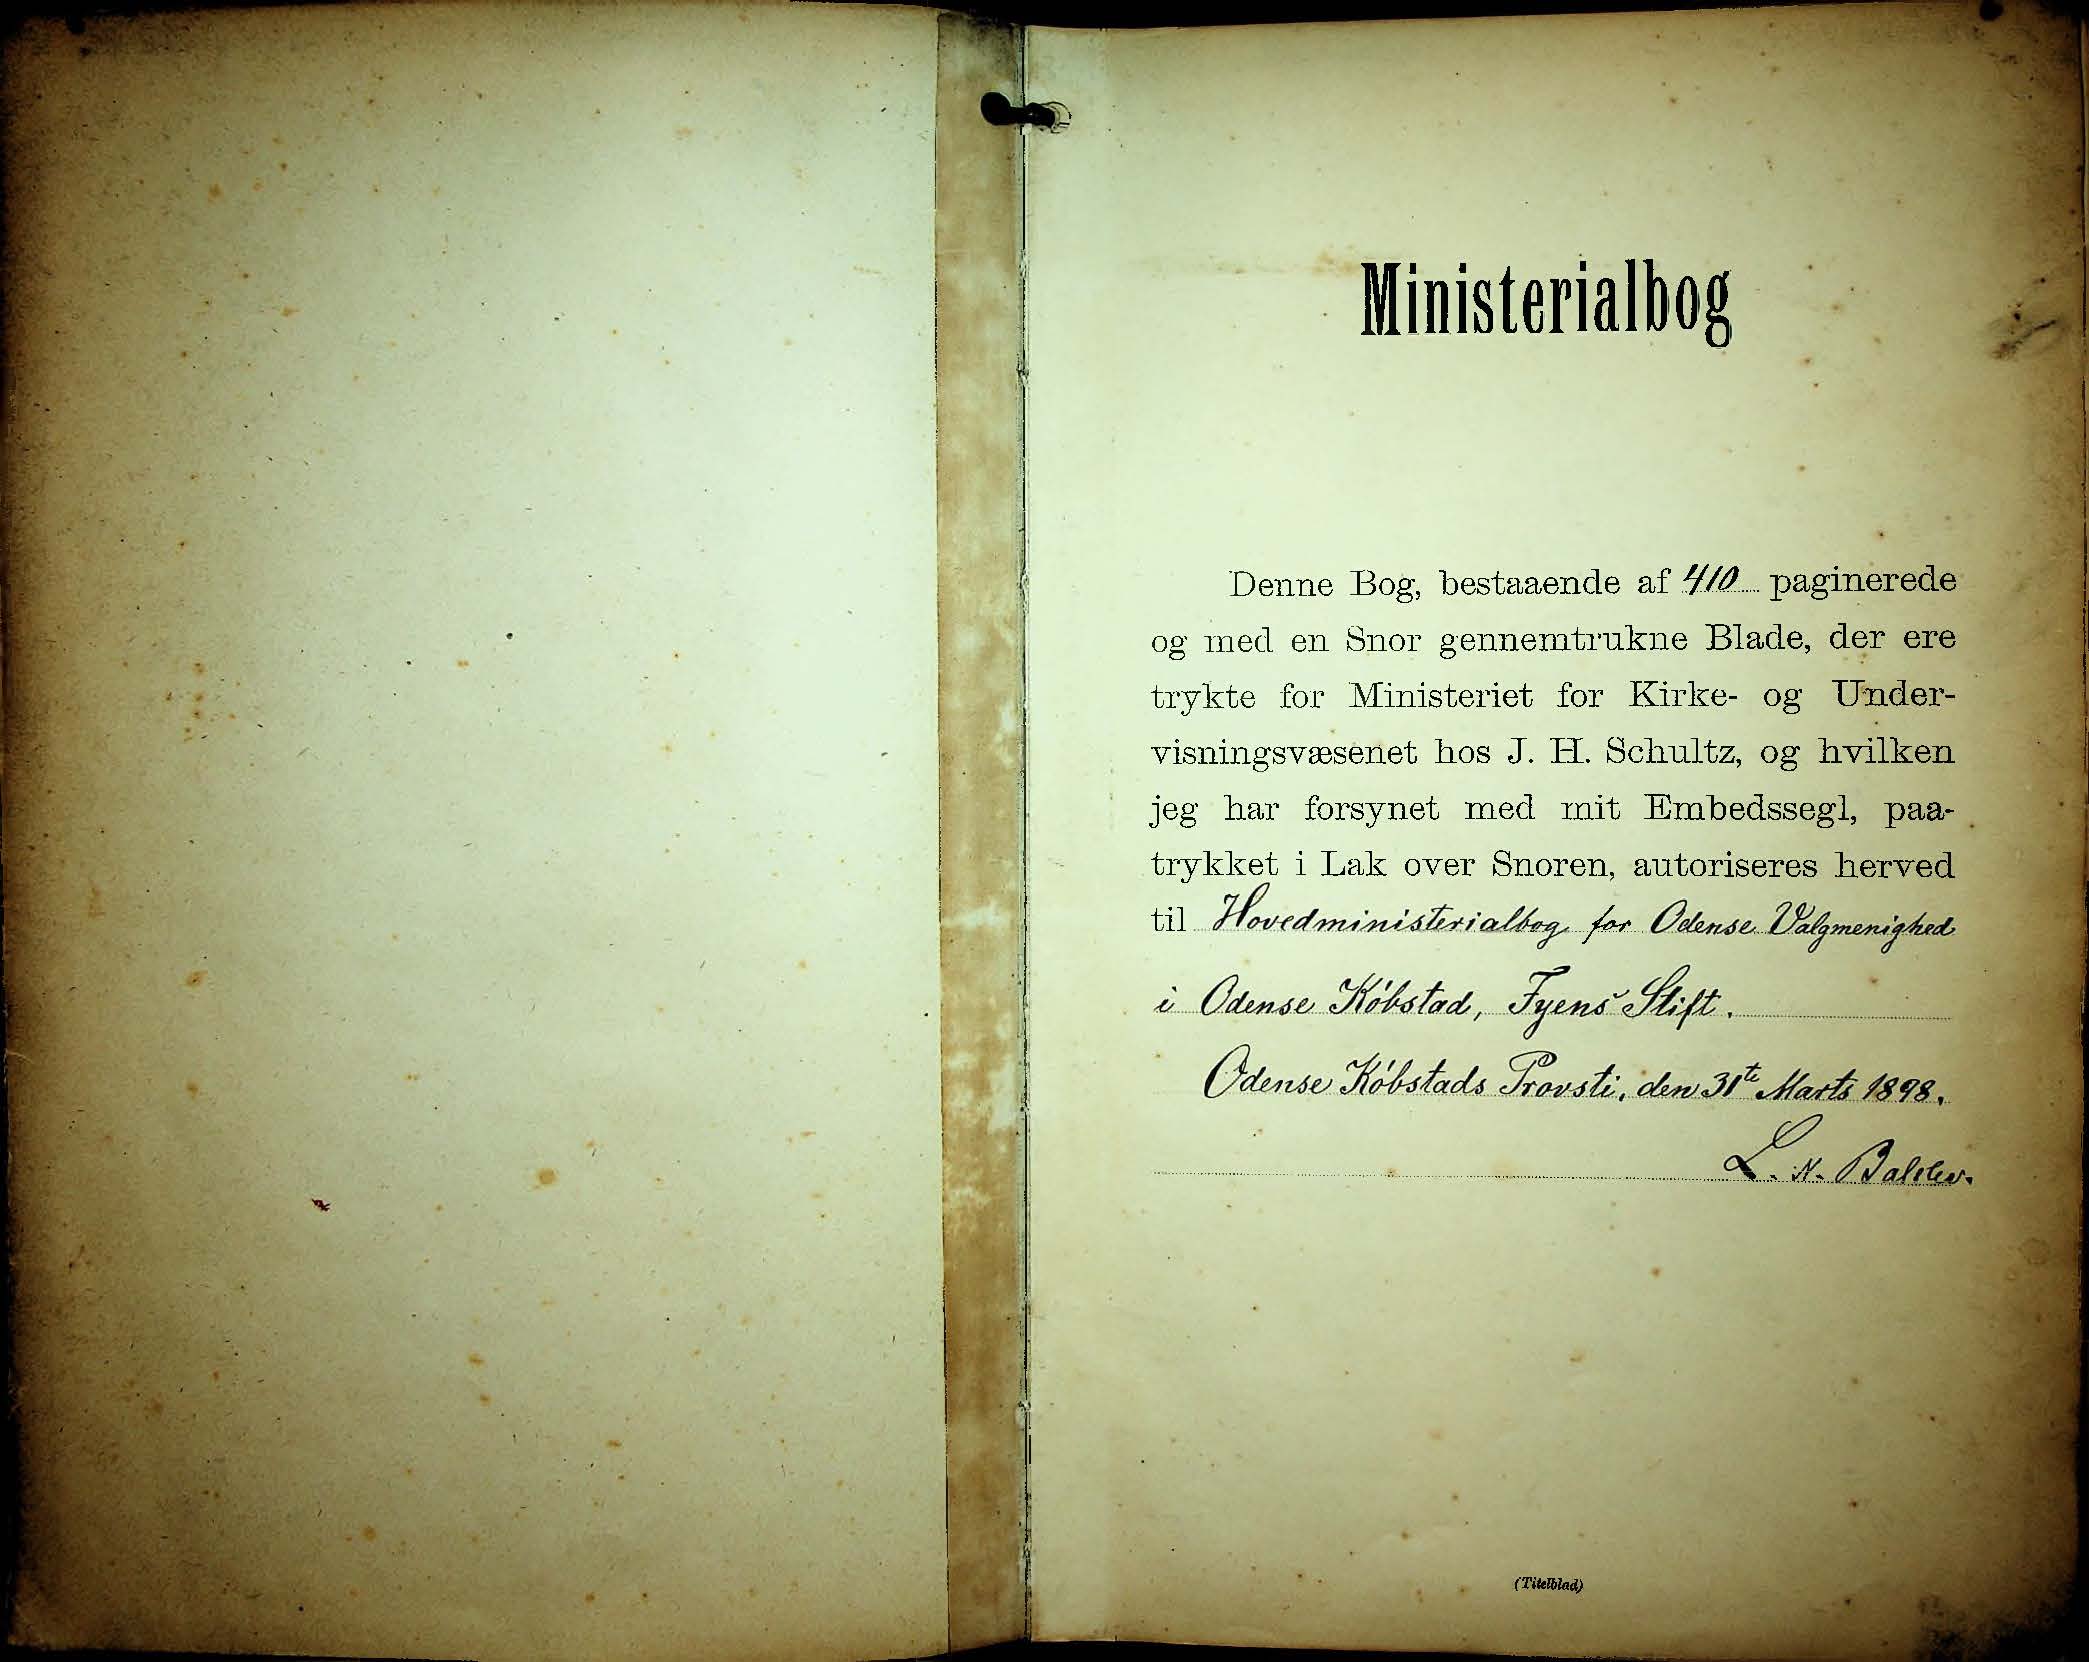 Ministerialbog
Denne Bog, bestaaende af 410 paginerede
og med en Snor gennemtrukne Blade, der ere
trykte for Ministeriet for Kirke- og Under-
visningsvæsenet hos J. H. Schultz, og hvilken
jeg har forsynet med mit Embedssegl, paa-
trykket i Lak over Snoren, autoriseres herved
til Hovedministerialbog for Odense Valgmenighed
i Odense Købstad, Fyens Stift.
Odense Købstads Provsti, den 31te Marts 1898.
L. N. Balslev.
(Titelblad)